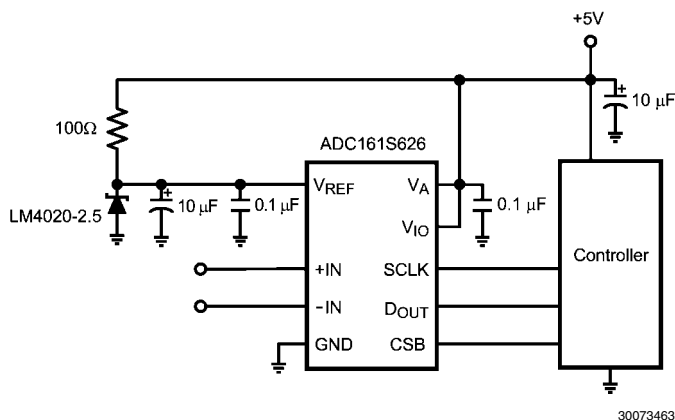 +5V
10 µF
100Ω
ADC161S626
LM4020-2.5
10 µF
0.1 µF
VREF
VA
0.1 µF
VIO
+IN
SCLK
Controller
−IN
DOUT
GND
CSB
30073463